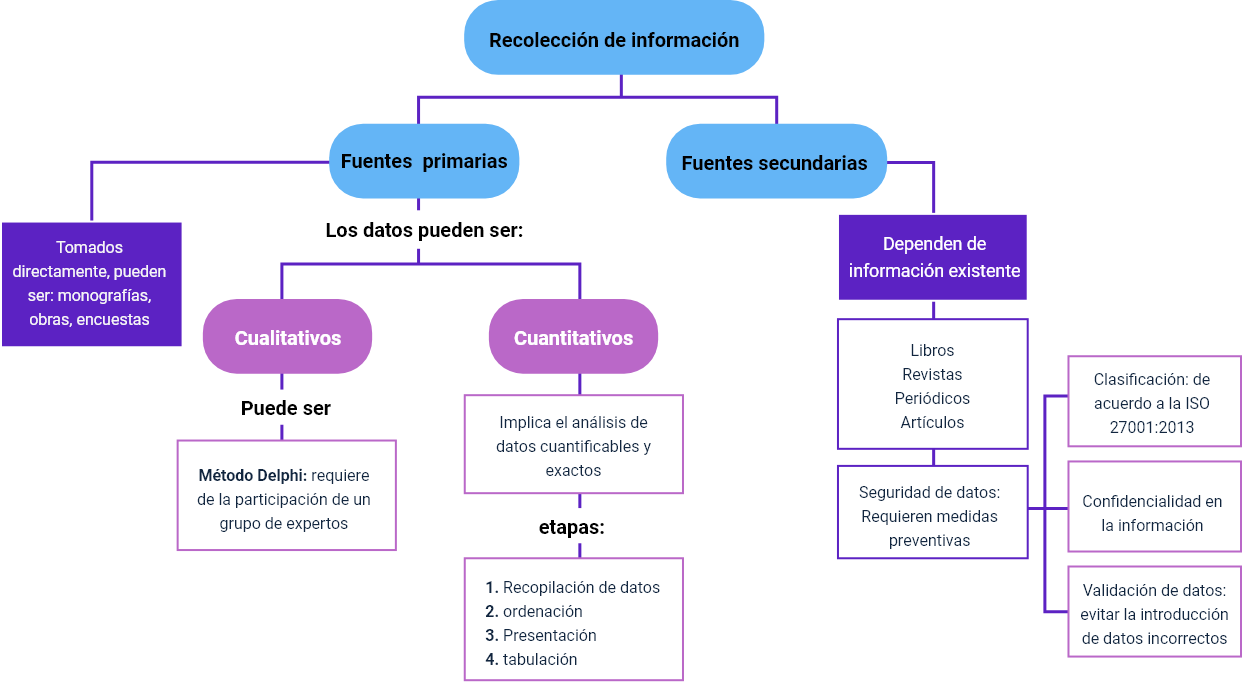 Recolección de información
Fuentes primarias
Fuentes secundarias
Tomados
directamente, pueden
ser: monografías,
obras, encuestas
Los datos pueden ser:
Cualitativos
Puede ser
Método Delphi: requiere
de la participación de un
grupo de expertos
Cuantitativos
Implica el análisis de
datos cuantificables y
exactos
etapas:
1. Recopilación de datos
2. ordenación
3. Presentación
4. tabulación
Dependen de
información existente
Libros
Revistas
Periódicos
Artículos
Seguridad de datos:
Requieren medidas
preventivas
Clasificación: de
acuerdo a la ISO
27001:2013
Confidencialidad en
la información
Validación de datos:
evitar la introducción
de datos incorrectos